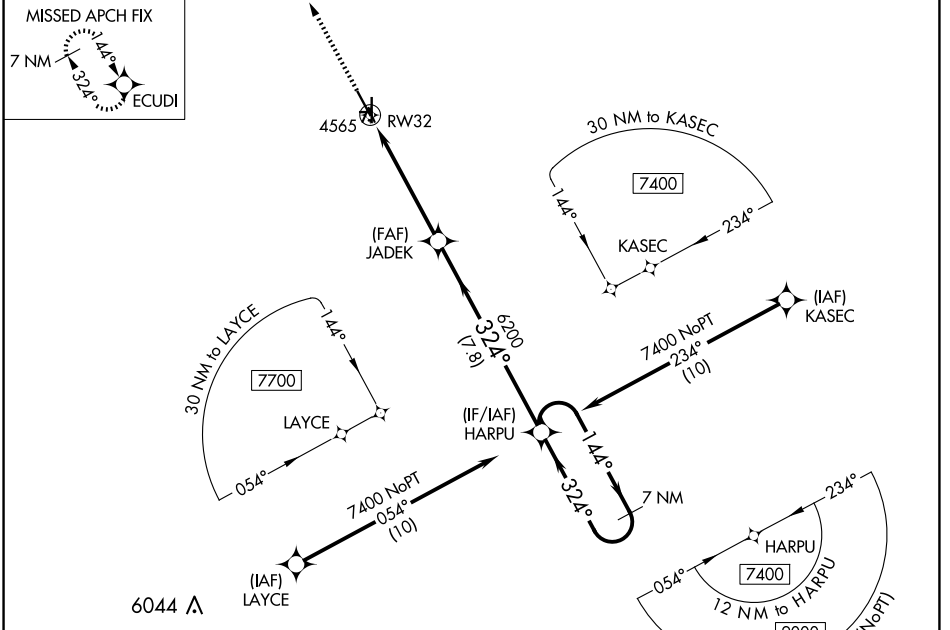 MISSED APCH FIX
7 NM
144°
324°
ECUDI
4565
RW32
30 NM to KASEC
7400
144°
234°
KASEC
(FAF)
JADEK
(IAF)
KASEC
7400 NoPT
234°
(10)
6200
324°
(7.8)
30 NM to LAYCE
144°
7700
LAYCE
054°
(IF/IAF)
HARPU
144°
324°
7 NM
7400 NoPT
054°
(10)
(IAF)
LAYCE
6044
234°
HARPU
054°
7400
12 NM to HARPU
(NoPT)